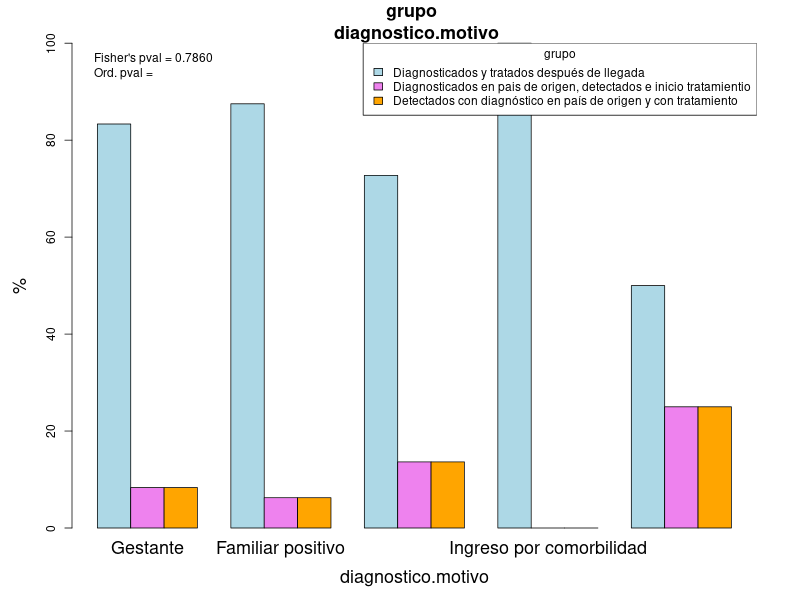 grupo
diagnostico.motivo
Fisher's pval = 0.7860
Ord. pval =
grupo
Diagnosticados y tratados después de llegada
Diagnosticados en pais de origen, detectados e inicio tratamientio
Detectados con diagnóstico en país de origen y con tratamiento
%
100
80
60
40
20
0
Gestante Familiar positivo Ingreso por comorbilidad
diagnostico.motivo